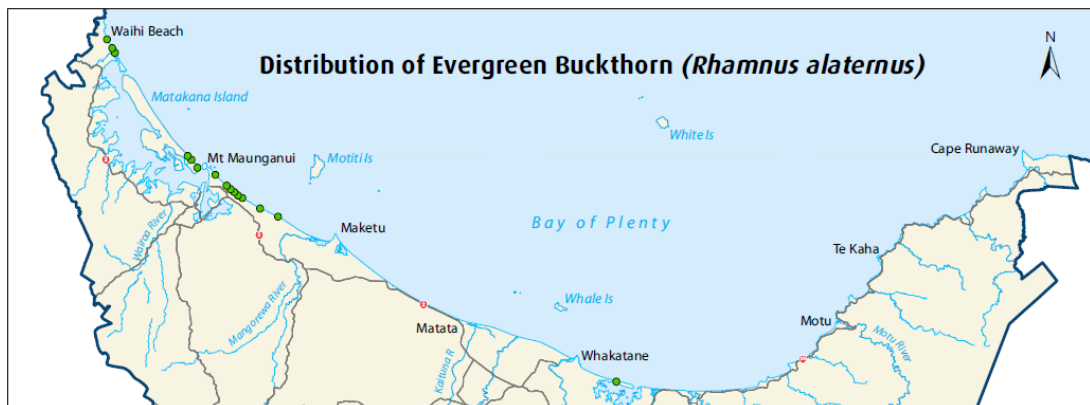 Waihi Beach
N
Distribution of Evergreen Buckthorn (Rhamnus alaternus)
Matakana Island
White Is
Cape Runaway
Mt Maunganui
Motiti Is
Wairoa River
Maketu
Bay of Plenty
Te Kaha
Mangorewa River
Whale Is
Matata
Motu
Motu River
Kaituna R
Whakatane